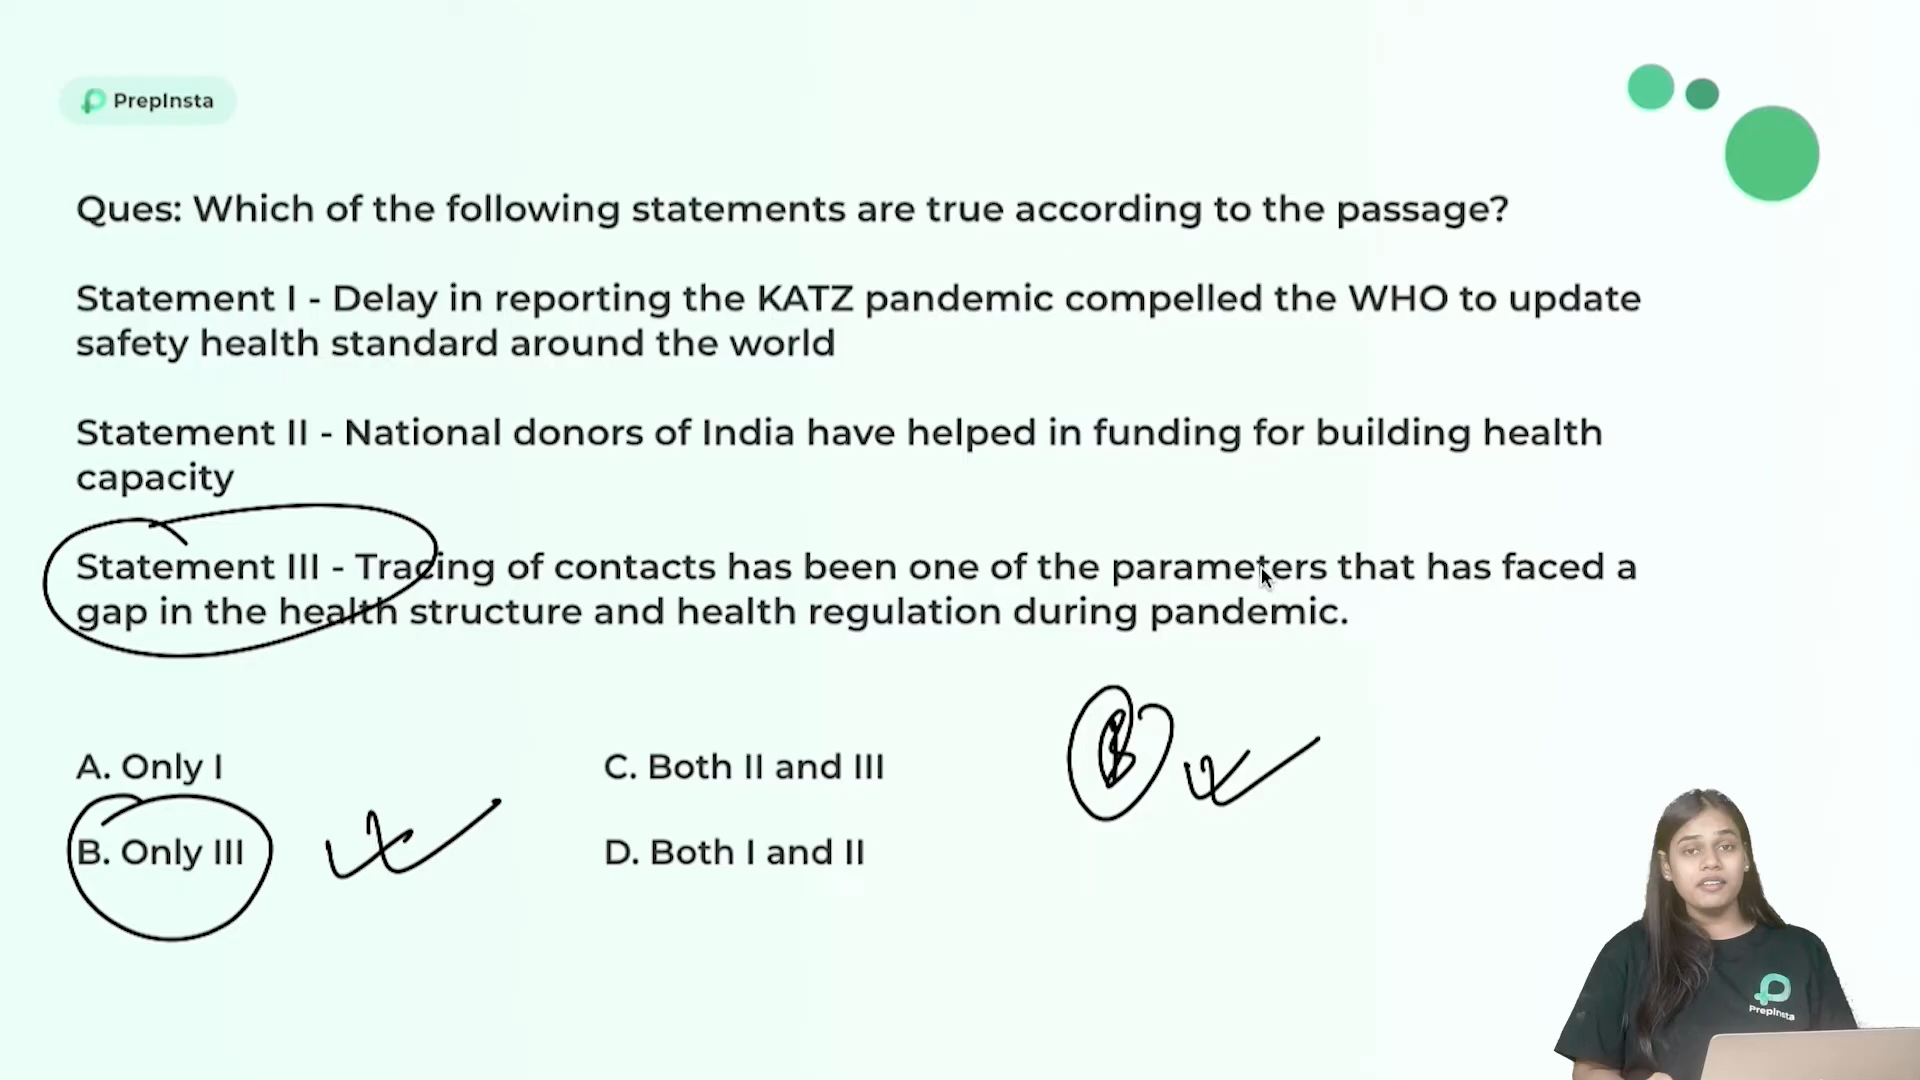 PrepInsta
Ques: Which of the following statements are true according to the passage?
Statement I - Delay in reporting the KATZ pandemic compelled the WHO to update
safety health standard around the world
Statement II - National donors of India have helped in funding for building health
capacity
Statement III - Tracing of contacts has been one of the parameters that has faced a
gap in the health structure and health regulation during pandemic.
A. Only I
C. Both II and III
B. Only III
D. Both I and II
PrepInsta